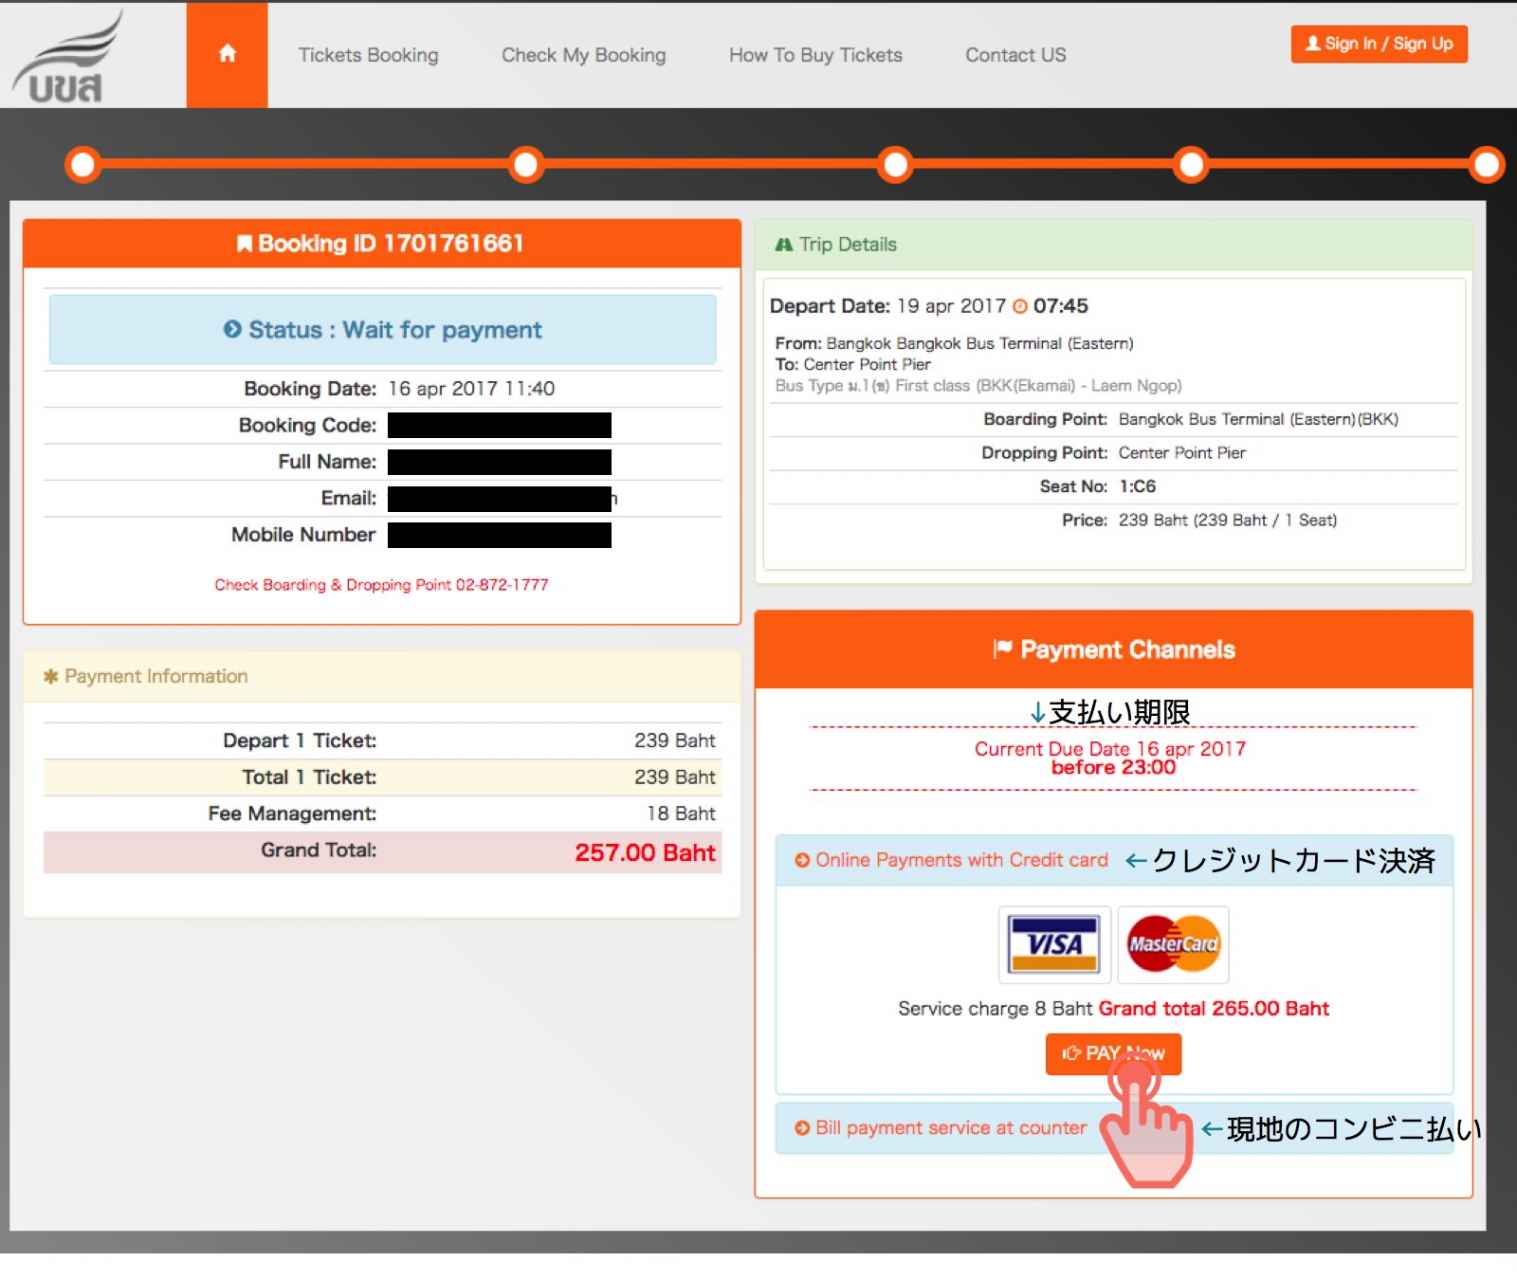 บขส
Tickets Booking
Check My Booking
How To Buy Tickets
Contact US
Sign In / Sign Up
Booking ID 1701761661
Status : Wait for payment
Booking Date: 16 apr 2017 11:40
Booking Code:
Full Name:
Email:
Mobile Number
Check Boarding & Dropping Point 02-872-1777
Payment Information
Depart 1 Ticket: 239 Baht
Total 1 Ticket: 239 Baht
Fee Management: 18 Baht
Grand Total: 257.00 Baht
Trip Details
Depart Date: 19 apr 2017 07:45
From: Bangkok Bangkok Bus Terminal (Eastern)
To: Center Point Pier
Bus Type ม.1(ข) First class (BKK(Ekamai) - Laem Ngop)
Boarding Point: Bangkok Bus Terminal (Eastern)(BKK)
Dropping Point: Center Point Pier
Seat No: 1:C6
Price: 239 Baht (239 Baht / 1 Seat)
Payment Channels
↓支払い期限
Current Due Date 16 apr 2017
before 23:00
Online Payments with Credit card ←クレジットカード決済
VISA MasterCard
Service charge 8 Baht Grand total 265.00 Baht
PAY Now
Bill payment service at counter ←現地のコンビニ払い